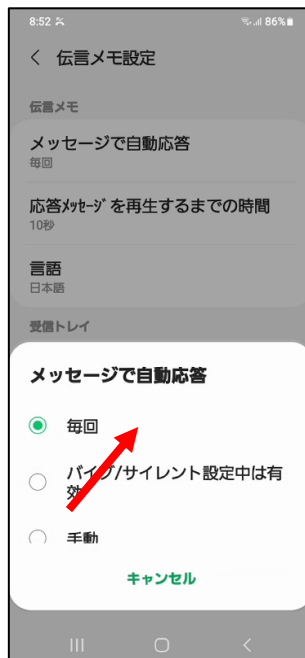 8:52
86%
伝言メモ設定
伝言メモ
メッセージで自動応答
毎回
応答ﾒｯｾｰｼﾞを再生するまでの時間
10秒
言語
日本語
受信トレイ
メッセージで自動応答
毎回
バイブ/サイレント設定中は有
効
手動
キャンセル